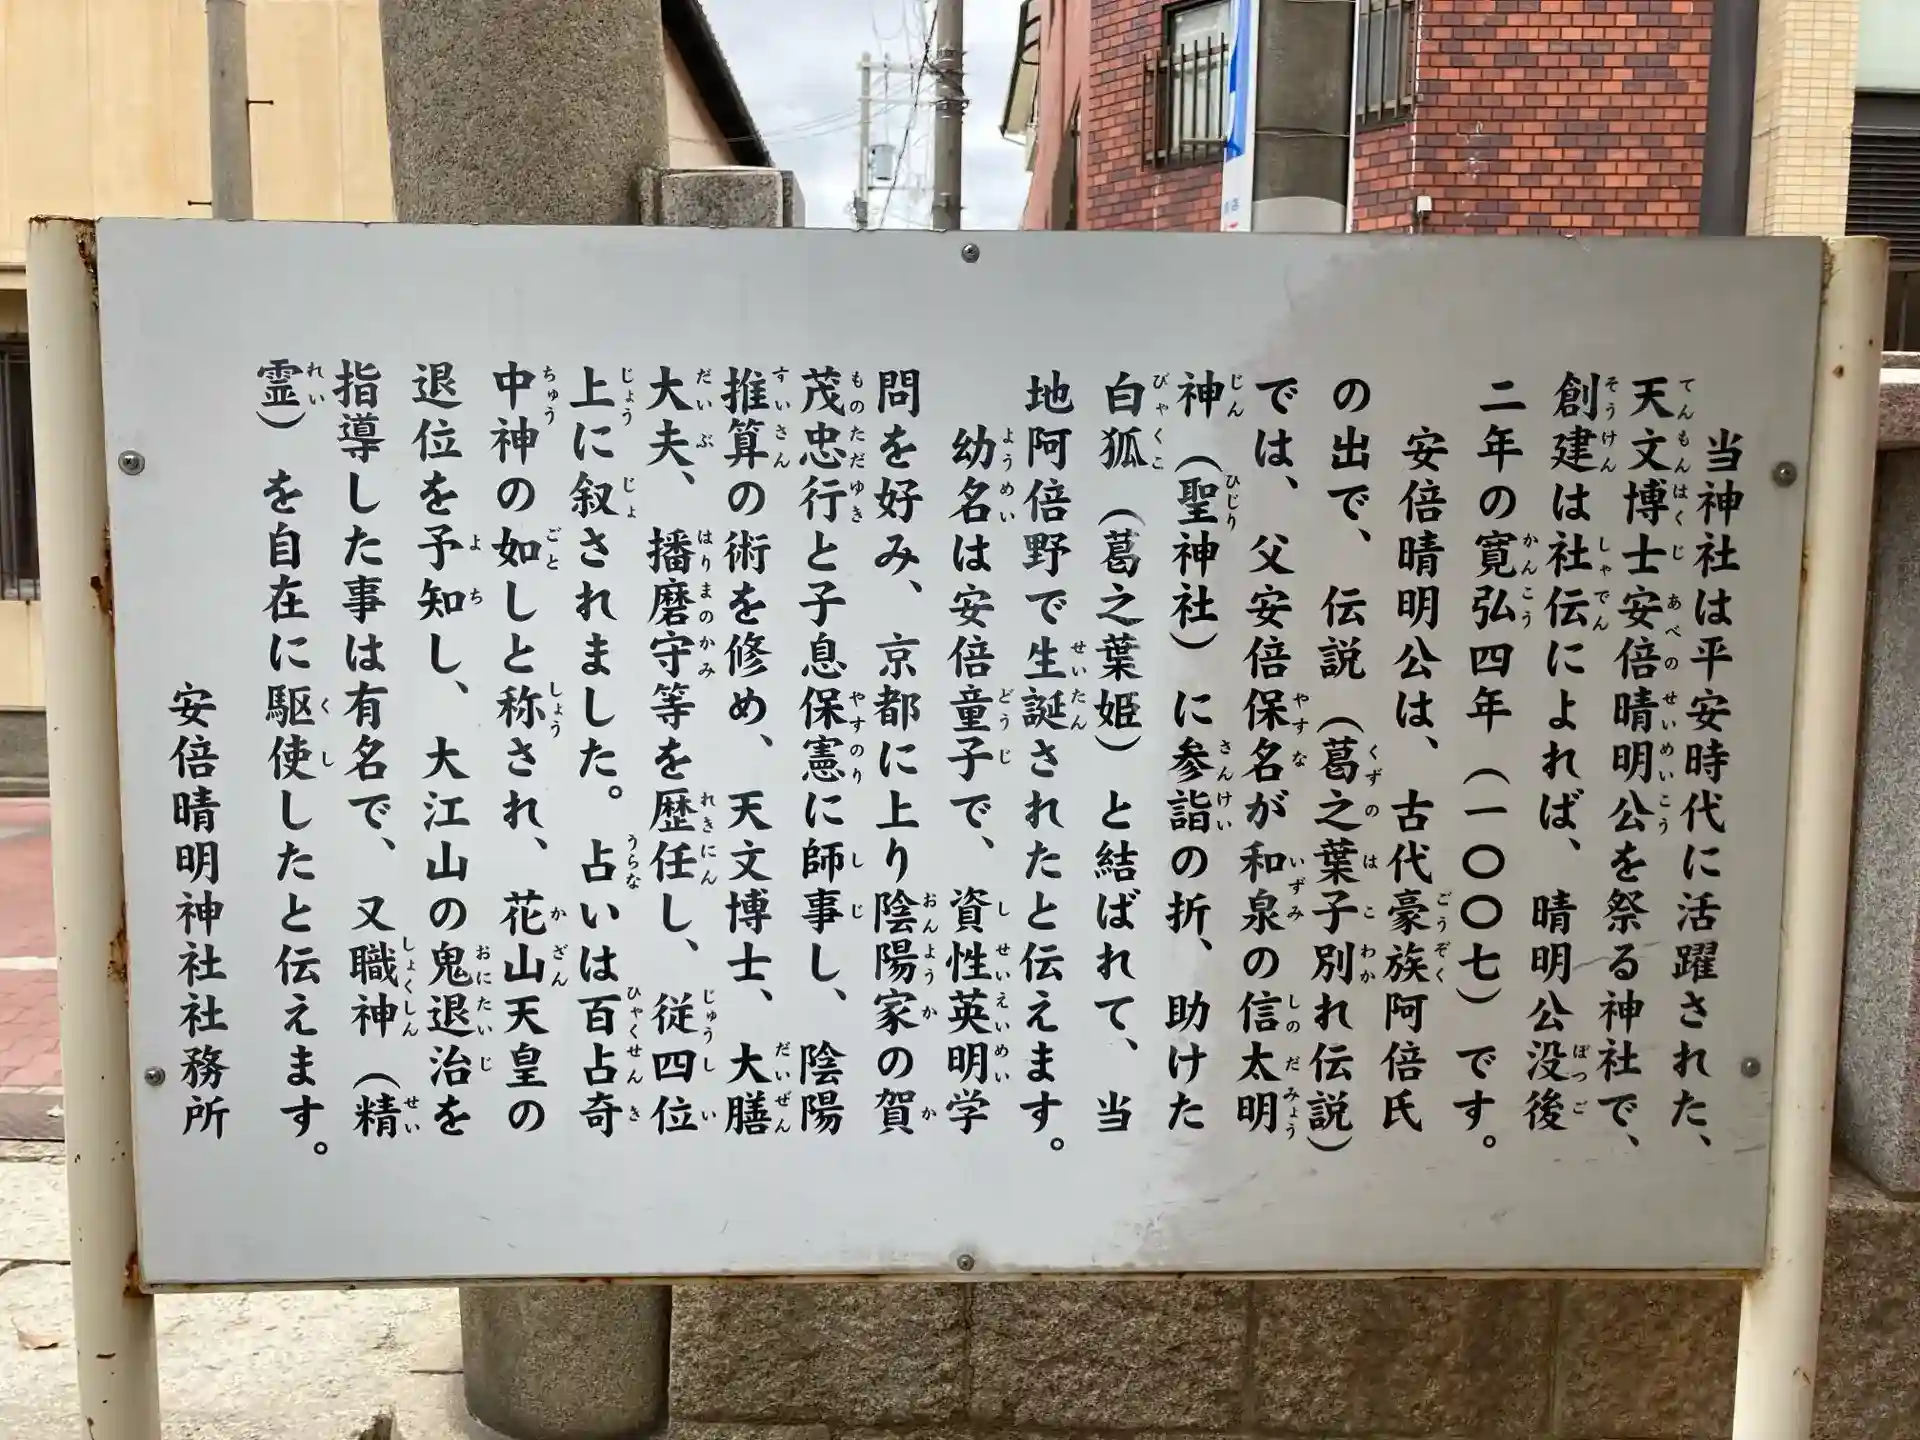 当神社は平安時代に活躍された、
天文博士安倍晴明公を祭る神社で、
創建は社伝によれば、晴明公没後
二年の寛弘四年（一〇〇七）です。
安倍晴明公は、古代豪族阿倍氏
の出で、伝説（葛之葉子別れ伝説）
では、父安倍保名が和泉の信太明
神（聖神社）に参詣の折、助けた
白狐（葛之葉姫）と結ばれて、当
地阿倍野で生誕されたと伝えます。
幼名は安倍童子で、資性英明学
問を好み、京都に上り陰陽家の賀
茂忠行と子息保憲に師事し、陰陽
推算の術を修め、天文博士、大膳
大夫、播磨守等を歴任し、従四位
上に叙されました。占いは百占奇
中神の如しと称され、花山天皇の
退位を予知し、大江山の鬼退治を
指導した事は有名で、又職神（精
霊）を自在に駆使したと伝えます。
安倍晴明神社社務所